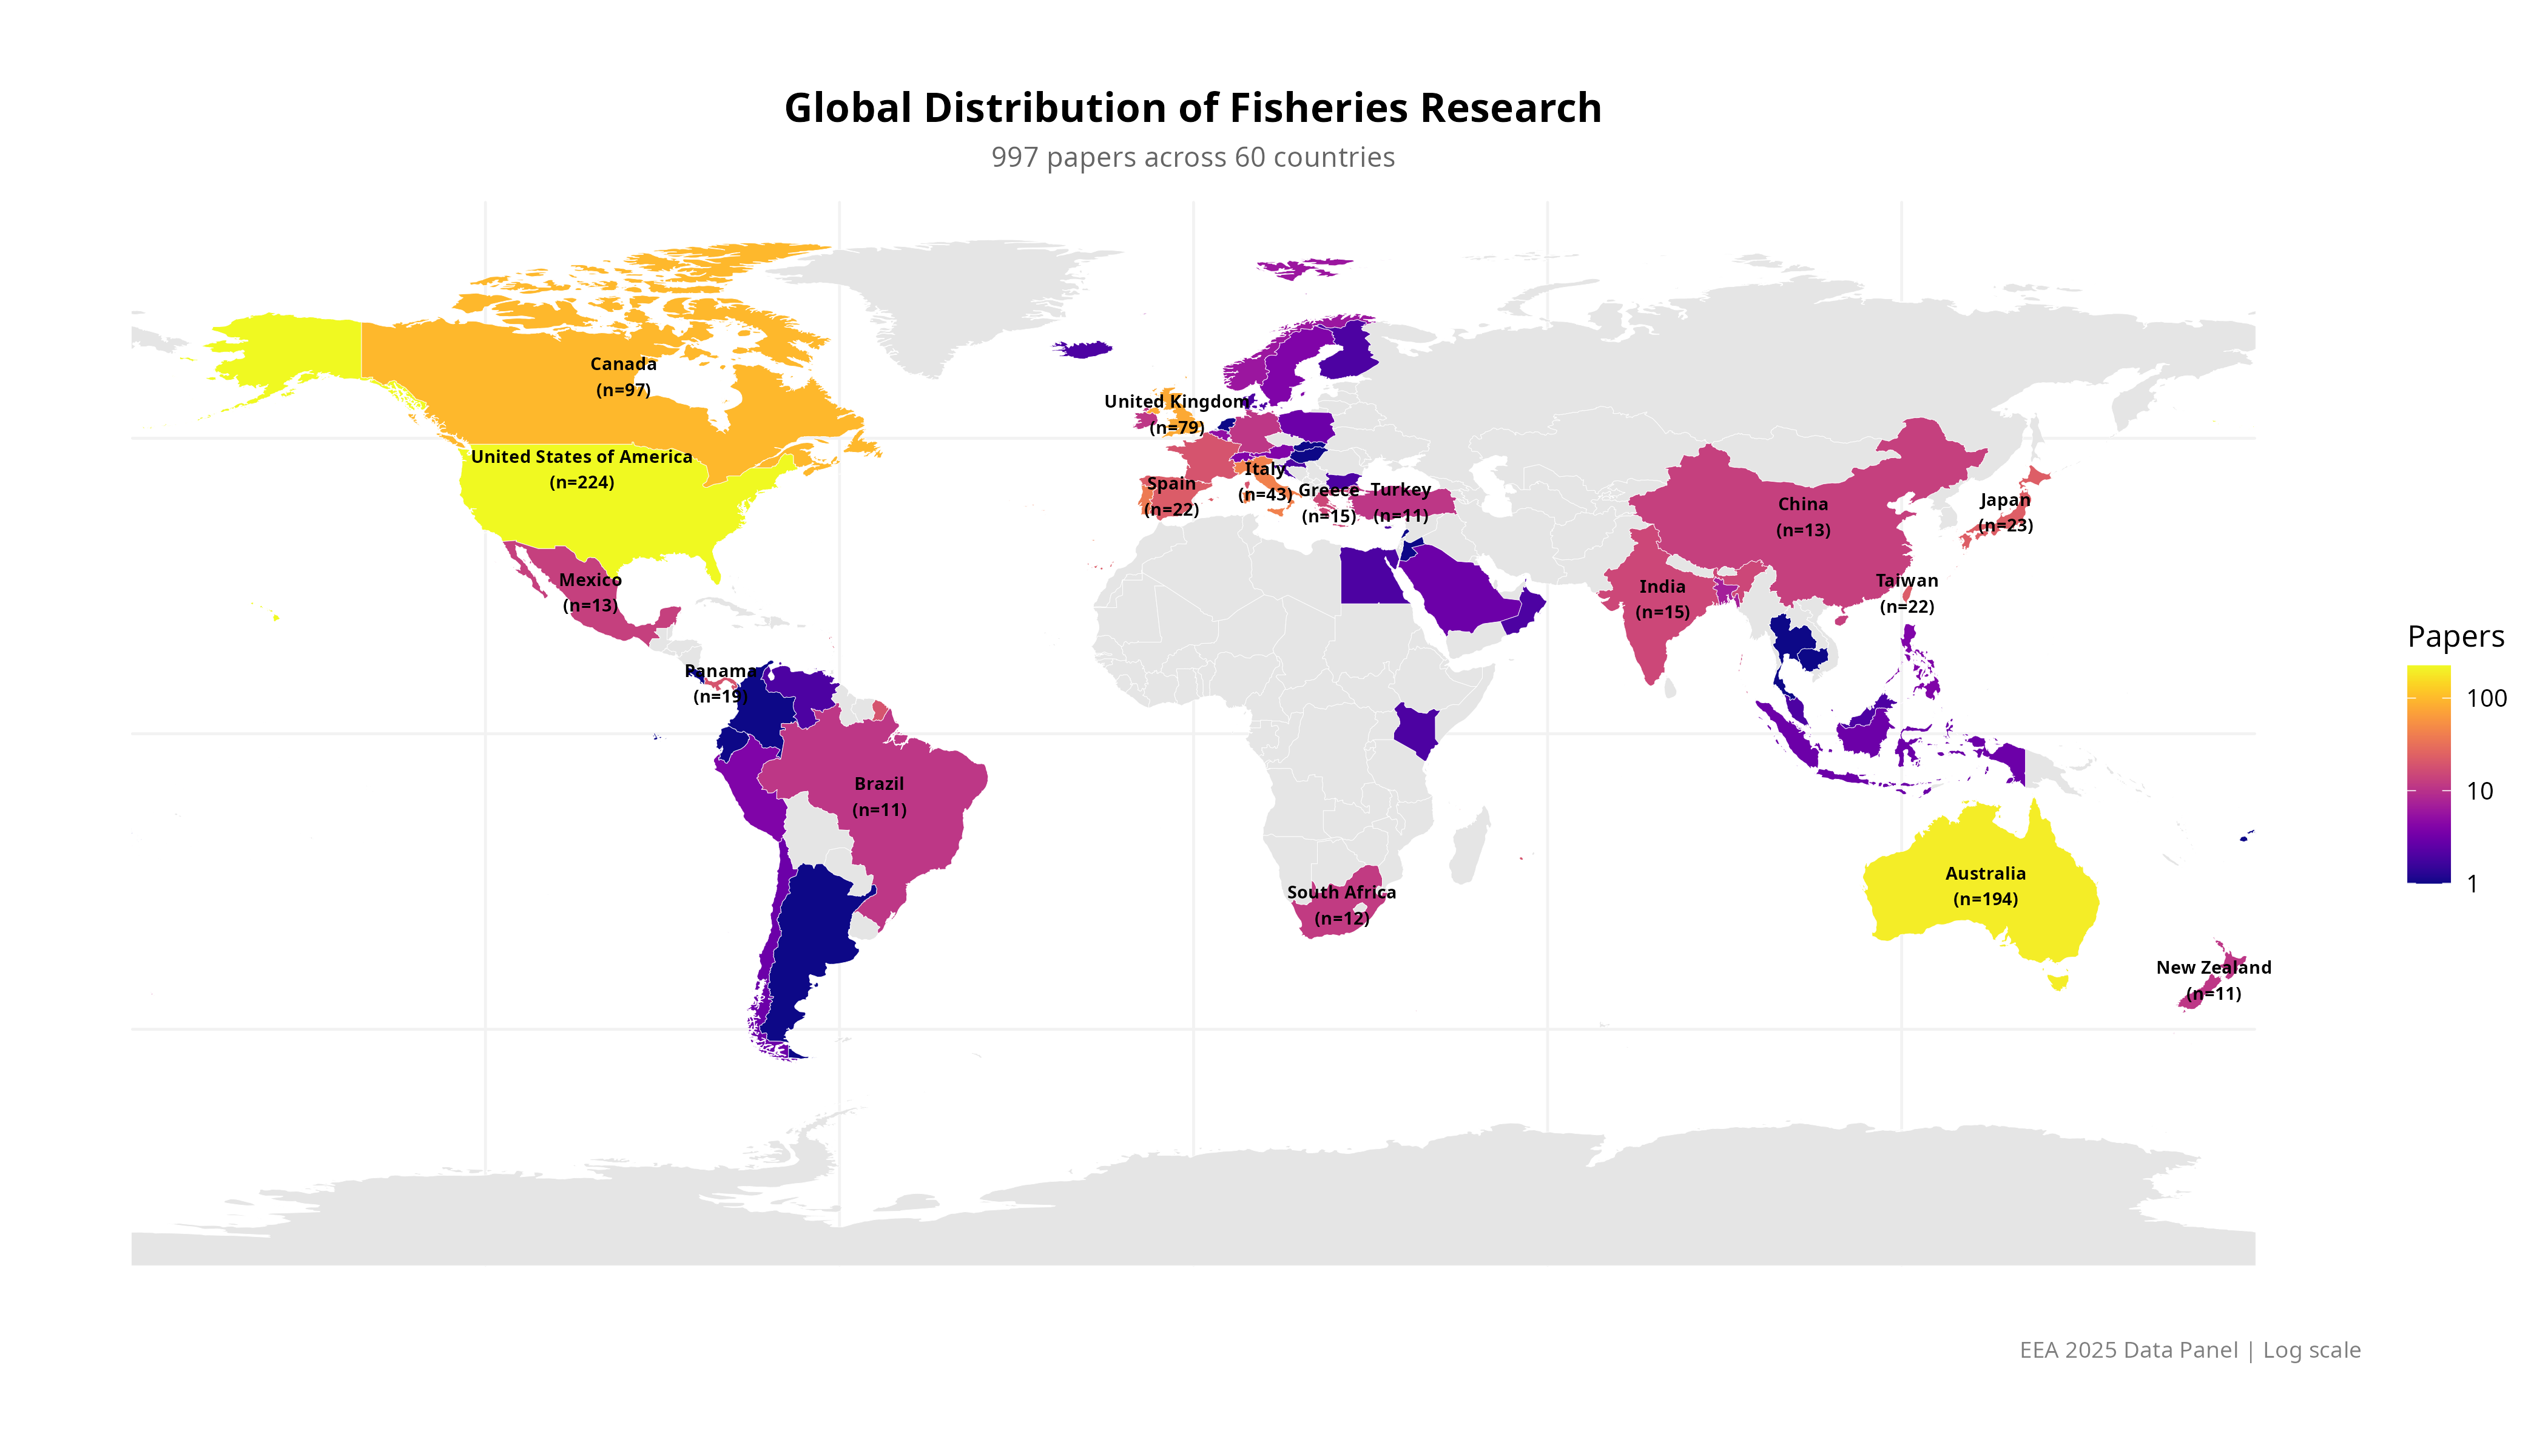 Global Distribution of Fisheries Research
997 papers across 60 countries
Canada
(n=97)
United Kingdom
(n=79)
United States of America
(n=224)
Italy
(n=43)
Spain
(n=22)
Greece
(n=15)
Turkey
(n=11)
China
(n=13)
Japan
(n=23)
Mexico
(n=13)
India
(n=15)
Taiwan
(n=22)
Panama
(n=19)
Brazil
(n=11)
South Africa
(n=12)
Australia
(n=194)
New Zealand
(n=11)
Papers
100
10
1
EEA 2025 Data Panel | Log scale